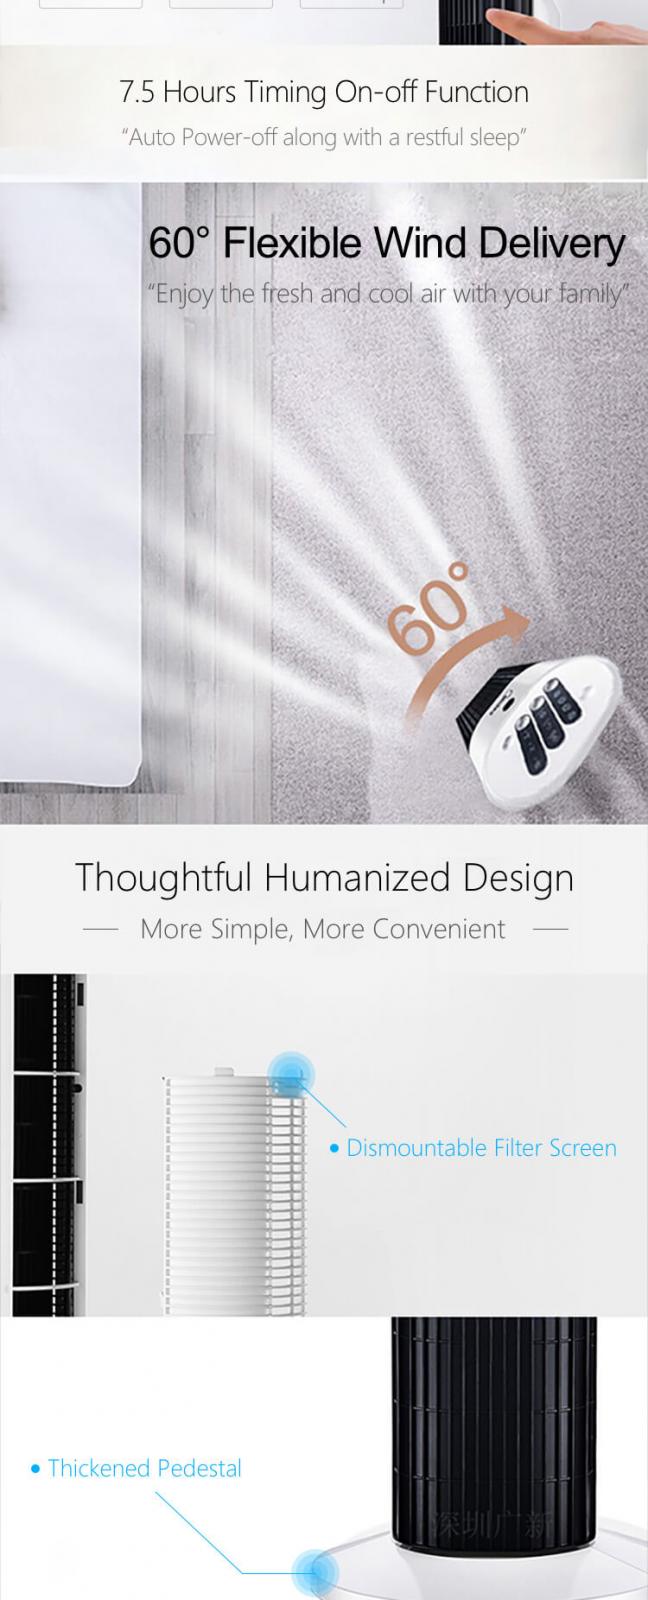 7.5 Hours Timing On-off Function
“Auto Power-off along with a restful sleep”
60° Flexible Wind Delivery
“Enjoy the fresh and cool air with your family”
60°
Thoughtful Humanized Design
More Simple, More Convenient
• Dismountable Filter Screen
• Thickened Pedestal
深圳广新